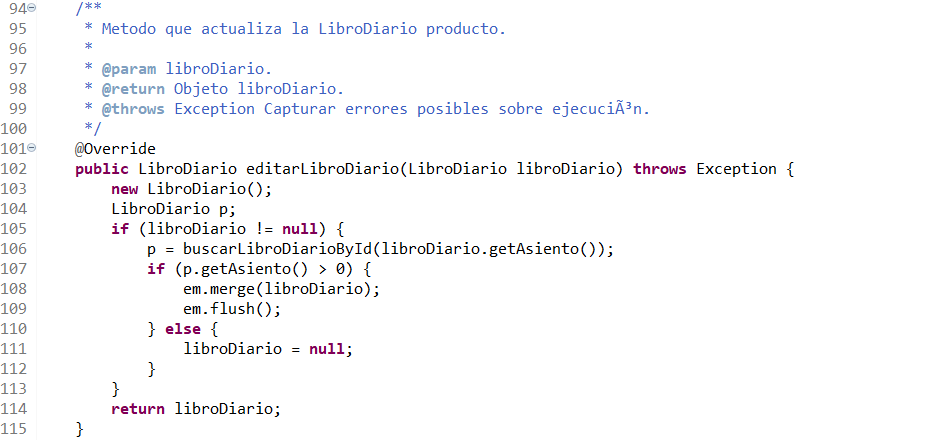 94 /**
95 * Metodo que actualiza la LibroDiario producto.
96 *
97 * @param libroDiario.
98 * @return Objeto libroDiario.
99 * @throws Exception Capturar errores posibles sobre ejecuciÃ³n.
100 */
101 @Override
102 public LibroDiario editarLibroDiario(LibroDiario libroDiario) throws Exception {
103 new LibroDiario();
104 LibroDiario p;
105 if (libroDiario != null) {
106 p = buscarLibroDiarioById(libroDiario.getAsiento());
107 if (p.getAsiento() > 0) {
108 em.merge(libroDiario);
109 em.flush();
110 } else {
111 libroDiario = null;
112 }
113 }
114 return libroDiario;
115 }